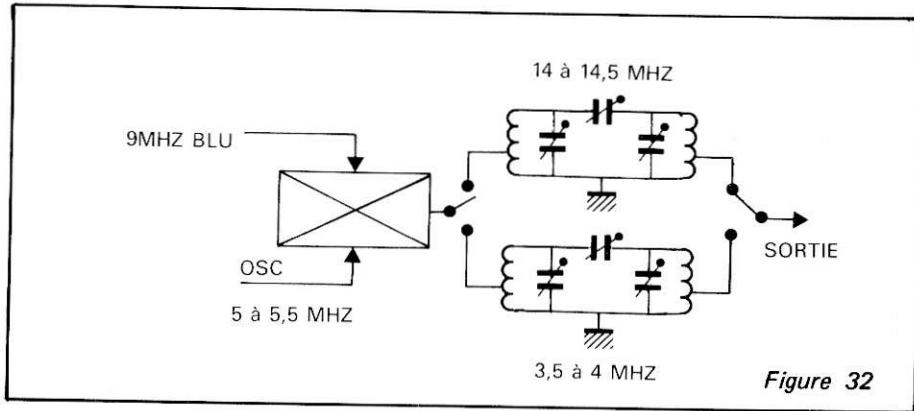 14 à 14,5 MHZ
9MHZ BLU
OSC
5 à 5,5 MHZ
SORTIE
3,5 à 4 MHZ
Figure 32